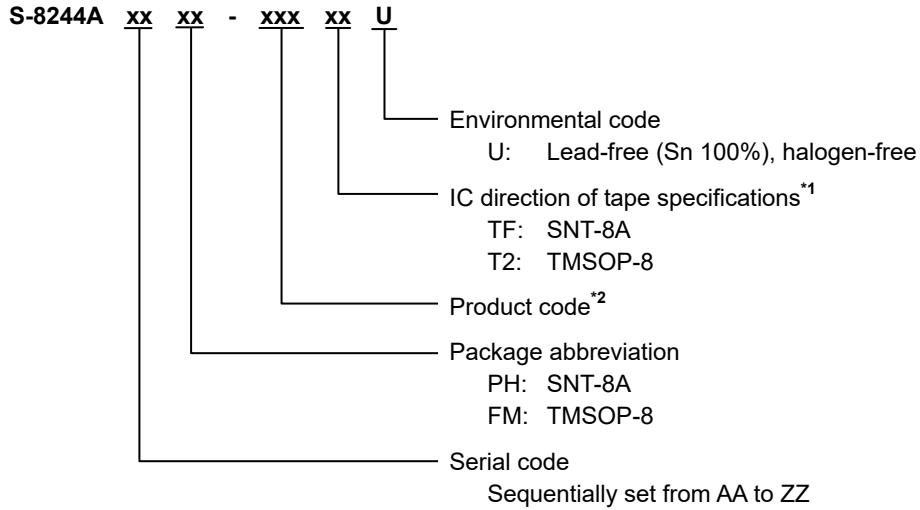 S-8244A xx xx - xxx xx U
Environmental code
U: Lead-free (Sn 100%), halogen-free
IC direction of tape specifications*1
TF: SNT-8A
T2: TMSOP-8
Product code*2
Package abbreviation
PH: SNT-8A
FM: TMSOP-8
Serial code
Sequentially set from AA to ZZ